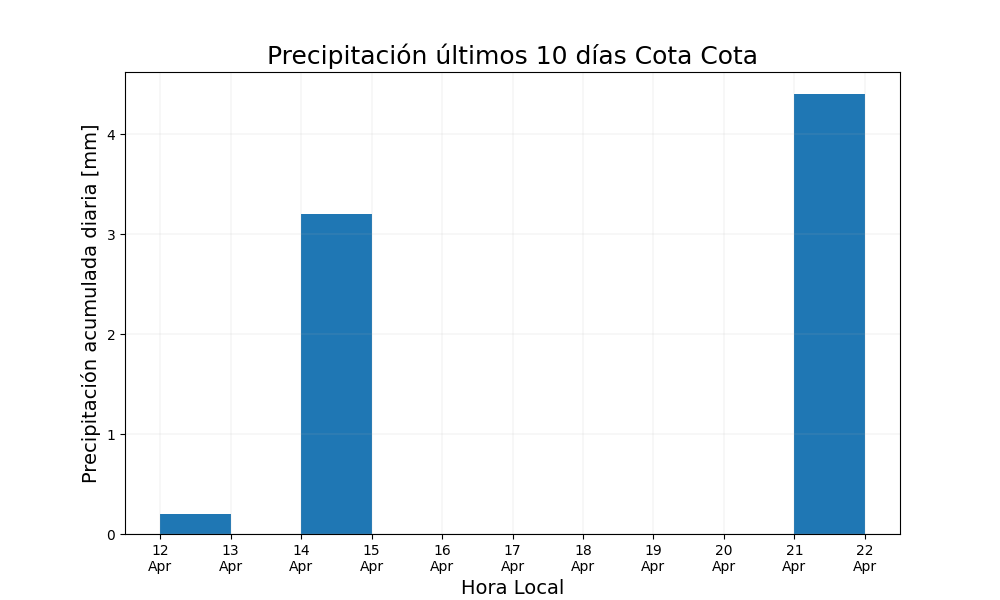 Precipitación últimos 10 días Cota Cota
Precipitación acumulada diaria [mm]
4
3
2
1
0
12 13 14 15 16 17 18 19 20 21 22
Apr Apr Apr Apr Apr Apr Apr Apr Apr Apr Apr
Hora Local